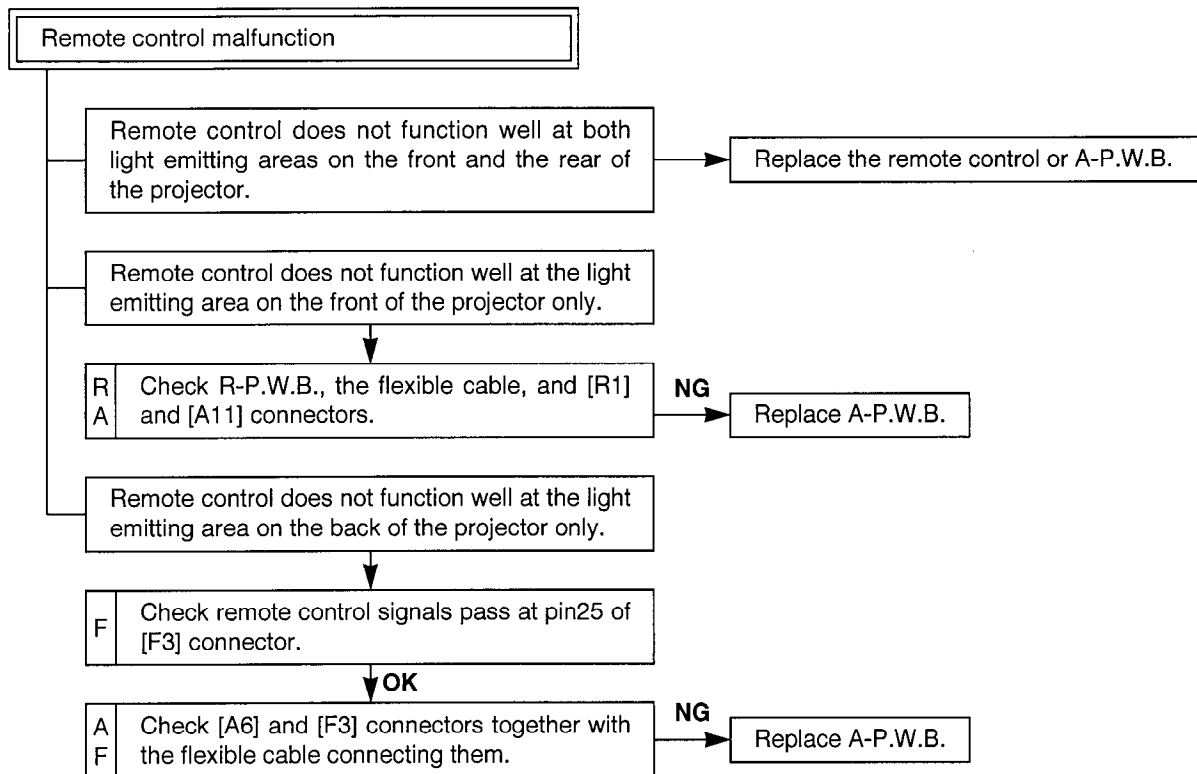 Remote control malfunction
Remote control does not function well at both
light emitting areas on the front and the rear of
the projector.
Replace the remote control or A-P.W.B.
Remote control does not function well at the light
emitting area on the front of the projector only.
R
A
Check R-P.W.B., the flexible cable, and [R1]
and [A11] connectors.
NG
Replace A-P.W.B.
Remote control does not function well at the light
emitting area on the back of the projector only.
F
Check remote control signals pass at pin25 of
[F3] connector.
OK
A
F
Check [A6] and [F3] connectors together with
the flexible cable connecting them.
NG
Replace A-P.W.B.